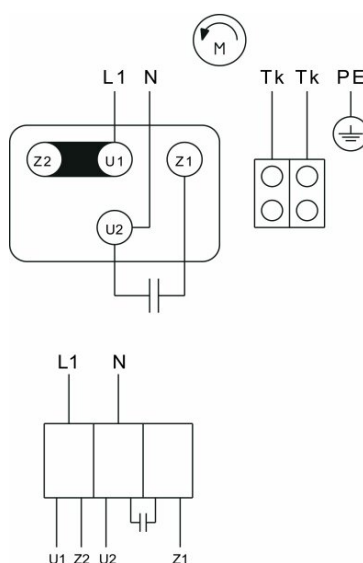 M
L1 N
Tk Tk PE
Z2 U1 Z1
U2
L1 N
U1 Z2 U2 Z1